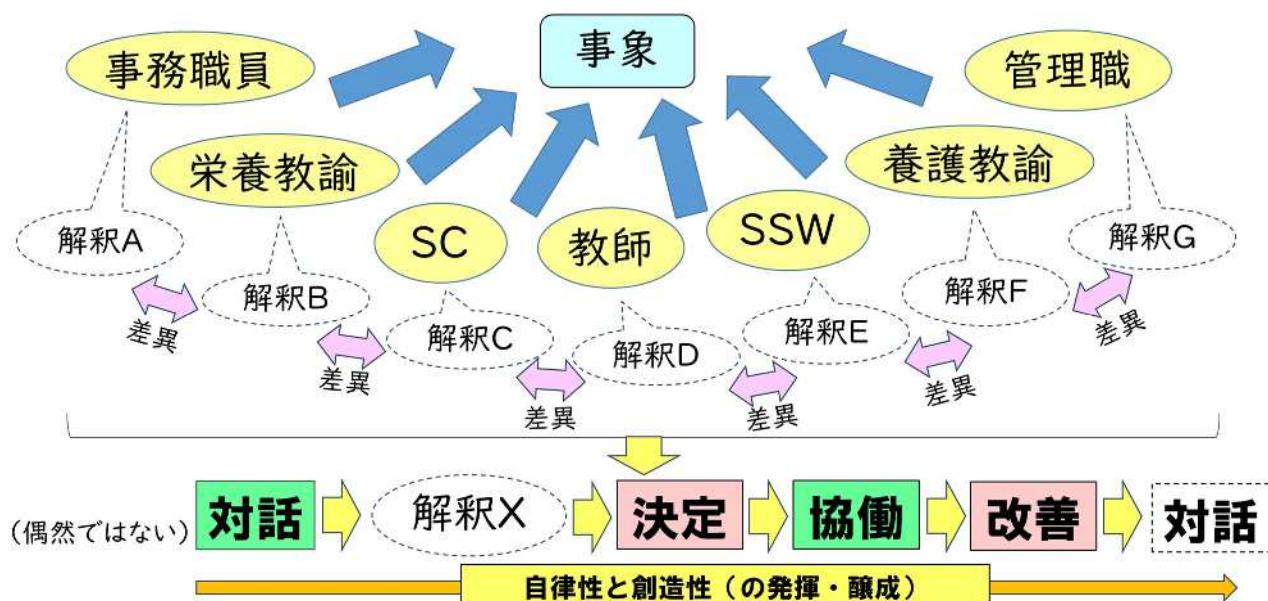 事象
事務職員
管理職
栄養教諭
養護教諭
SC
教師
SSW
解釈A
解釈B
解釈C
解釈D
解釈E
解釈F
解釈G
差異
差異
差異
差異
差異
差異
(偶然ではない)
対話
解釈X
決定
協働
改善
対話
自律性と創造性(の発揮・醸成)